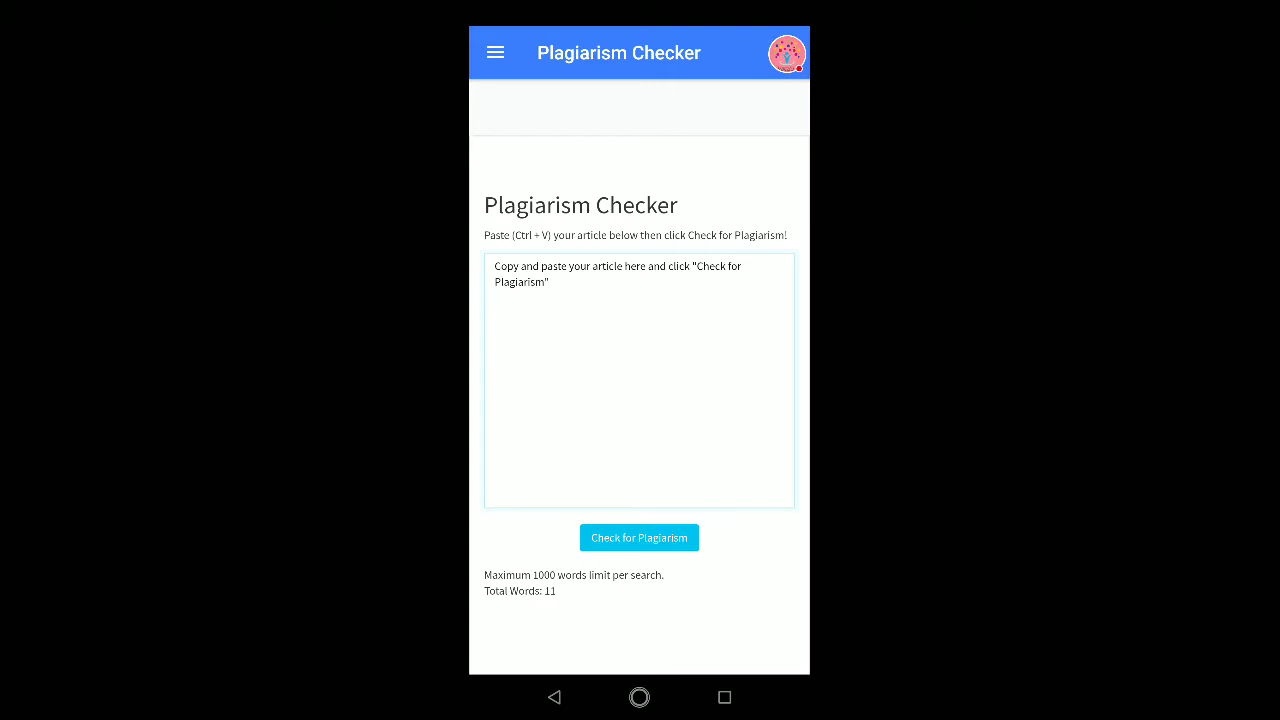 Plagiarism Checker
Plagiarism Checker
Paste (Ctrl + V) your article below then click Check for Plagiarism!
Copy and paste your article here and click "Check for
Plagiarism"
Check for Plagiarism
Maximum 1000 words limit per search.
Total Words: 11